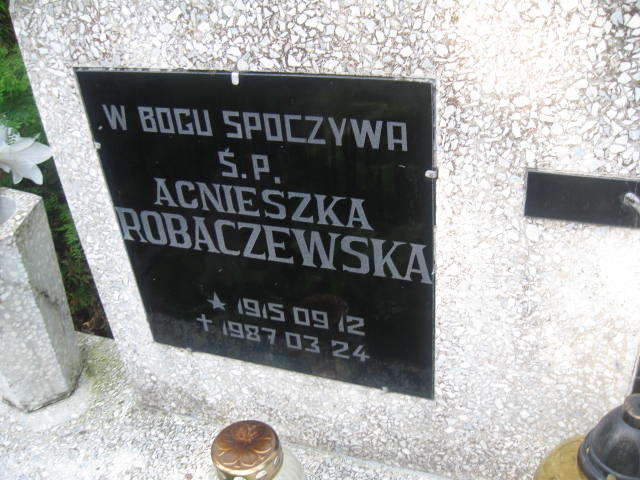 W BOGU SPOCZYWA
Ś.P.
AGNIESZKA
ROBACZEWSKA
★ 1915 09 12
✝ 1987 03 24